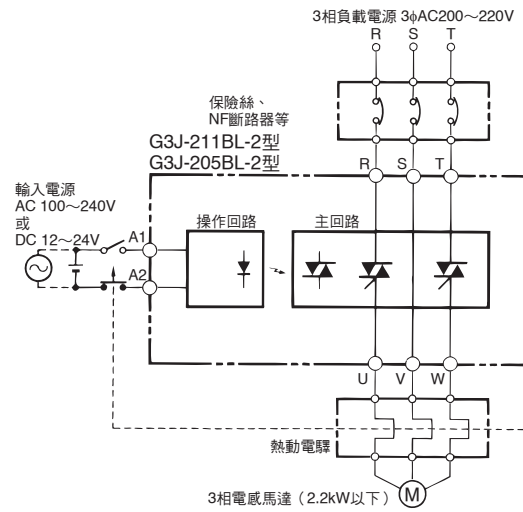 3相負載電源 3ϕAC200～220V
R S T
保險絲、
NF斷路器等
G3J-211BL-2型
G3J-205BL-2型
R S T
輸入電源
AC 100～240V
或
DC 12～24V
A1
操作回路
主回路
A2
U V W
熱動電驛
3相電感馬達（2.2kW以下）
M